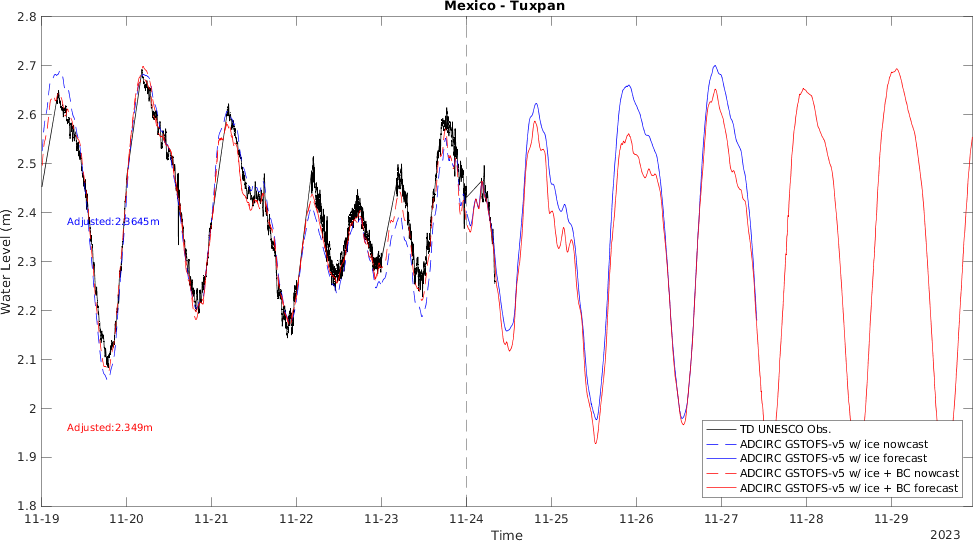 Mexico - Tuxpan
2.8
2.7
2.6
2.5
2.4
2.3
2.2
2.1
2
1.9
1.8
Water Level (m)
Adjusted:2.3645m
Adjusted:2.349m
TD UNESCO Obs.
ADCIRC GSTOFS-v5 w/ ice nowcast
ADCIRC GSTOFS-v5 w/ ice forecast
ADCIRC GSTOFS-v5 w/ ice + BC nowcast
ADCIRC GSTOFS-v5 w/ ice + BC forecast
11-19 11-20 11-21 11-22 11-23 11-24 11-25 11-26 11-27 11-28 11-29
Time
2023